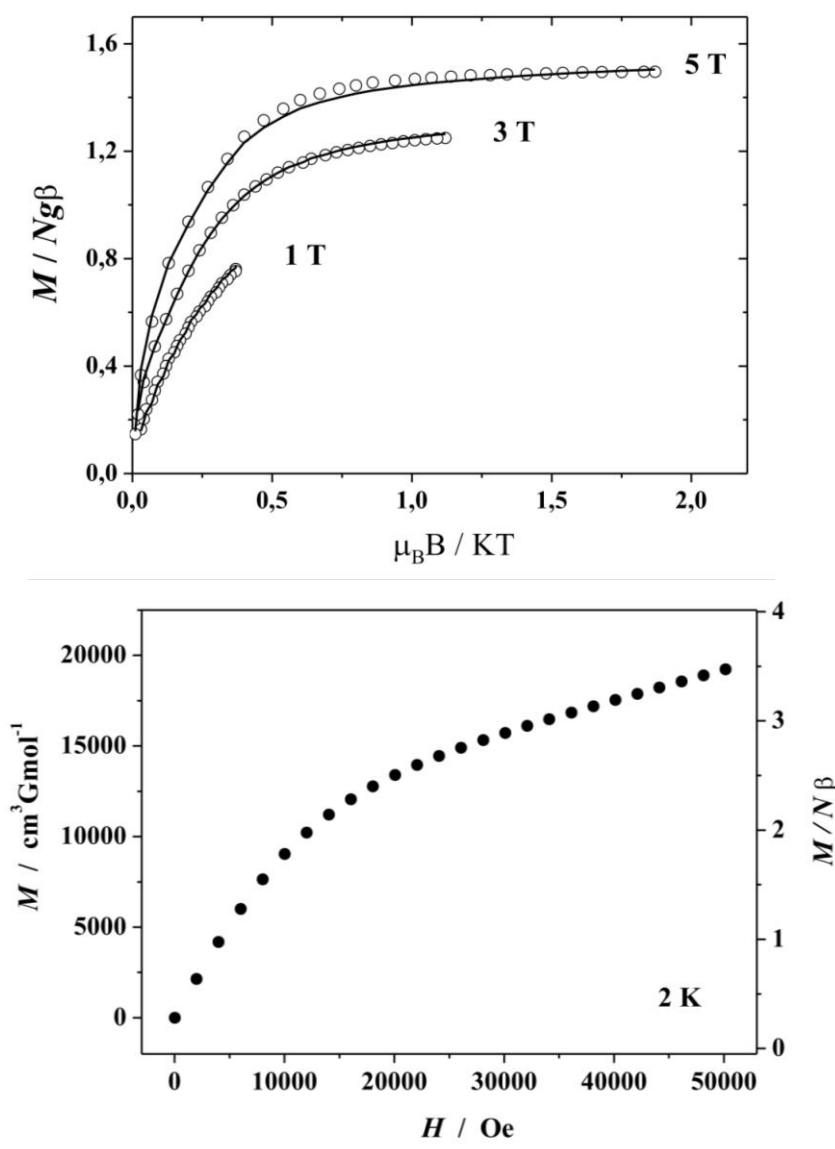 1,6
1,2
0,8
0,4
0,0
M / Ngβ
5 T
3 T
1 T
0,0 0,5 1,0 1,5 2,0
μBB / KT
20000
15000
10000
5000
0
M / cm³Gmol⁻¹
4
3
2
1
0
M / N β
2 K
0 10000 20000 30000 40000 50000
H / Oe